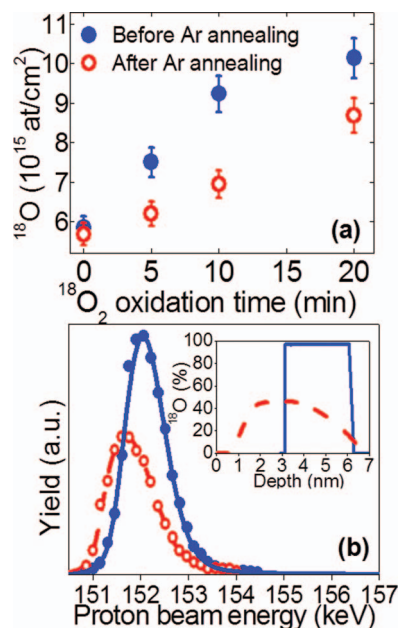 11
10
9
8
7
6
Before Ar annealing
After Ar annealing
18O (10^15 at/cm^2)
(a)
0 5 10 15 20
18O2 oxidation time (min)
100
80
60
40
20
0
18O (%)
0 1 2 3 4 5 6 7
Depth (nm)
Yield (a.u.)
(b)
151 152 153 154 155 156 157
Proton beam energy (keV)